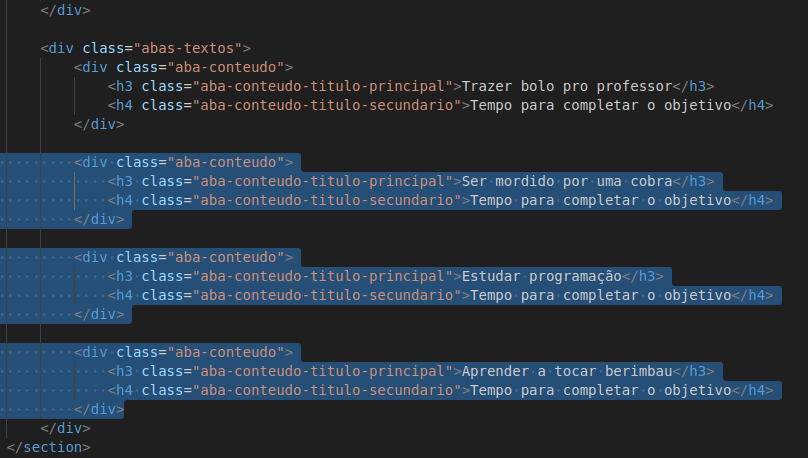 </div>
<div class="abas-textos">
<div class="aba-conteudo">
<h3 class="aba-conteudo-titulo-principal">Trazer bolo pro professor</h3>
<h4 class="aba-conteudo-titulo-secundario">Tempo para completar o objetivo</h4>
</div>
<div class="aba-conteudo">
<h3 class="aba-conteudo-titulo-principal">Ser mordido por uma cobra</h3>
<h4 class="aba-conteudo-titulo-secundario">Tempo para completar o objetivo</h4>
</div>
<div class="aba-conteudo">
<h3 class="aba-conteudo-titulo-principal">Estudar programação</h3>
<h4 class="aba-conteudo-titulo-secundario">Tempo para completar o objetivo</h4>
</div>
<div class="aba-conteudo">
<h3 class="aba-conteudo-titulo-principal">Aprender a tocar berimbau</h3>
<h4 class="aba-conteudo-titulo-secundario">Tempo para completar o objetivo</h4>
</div>
</div>
</section>